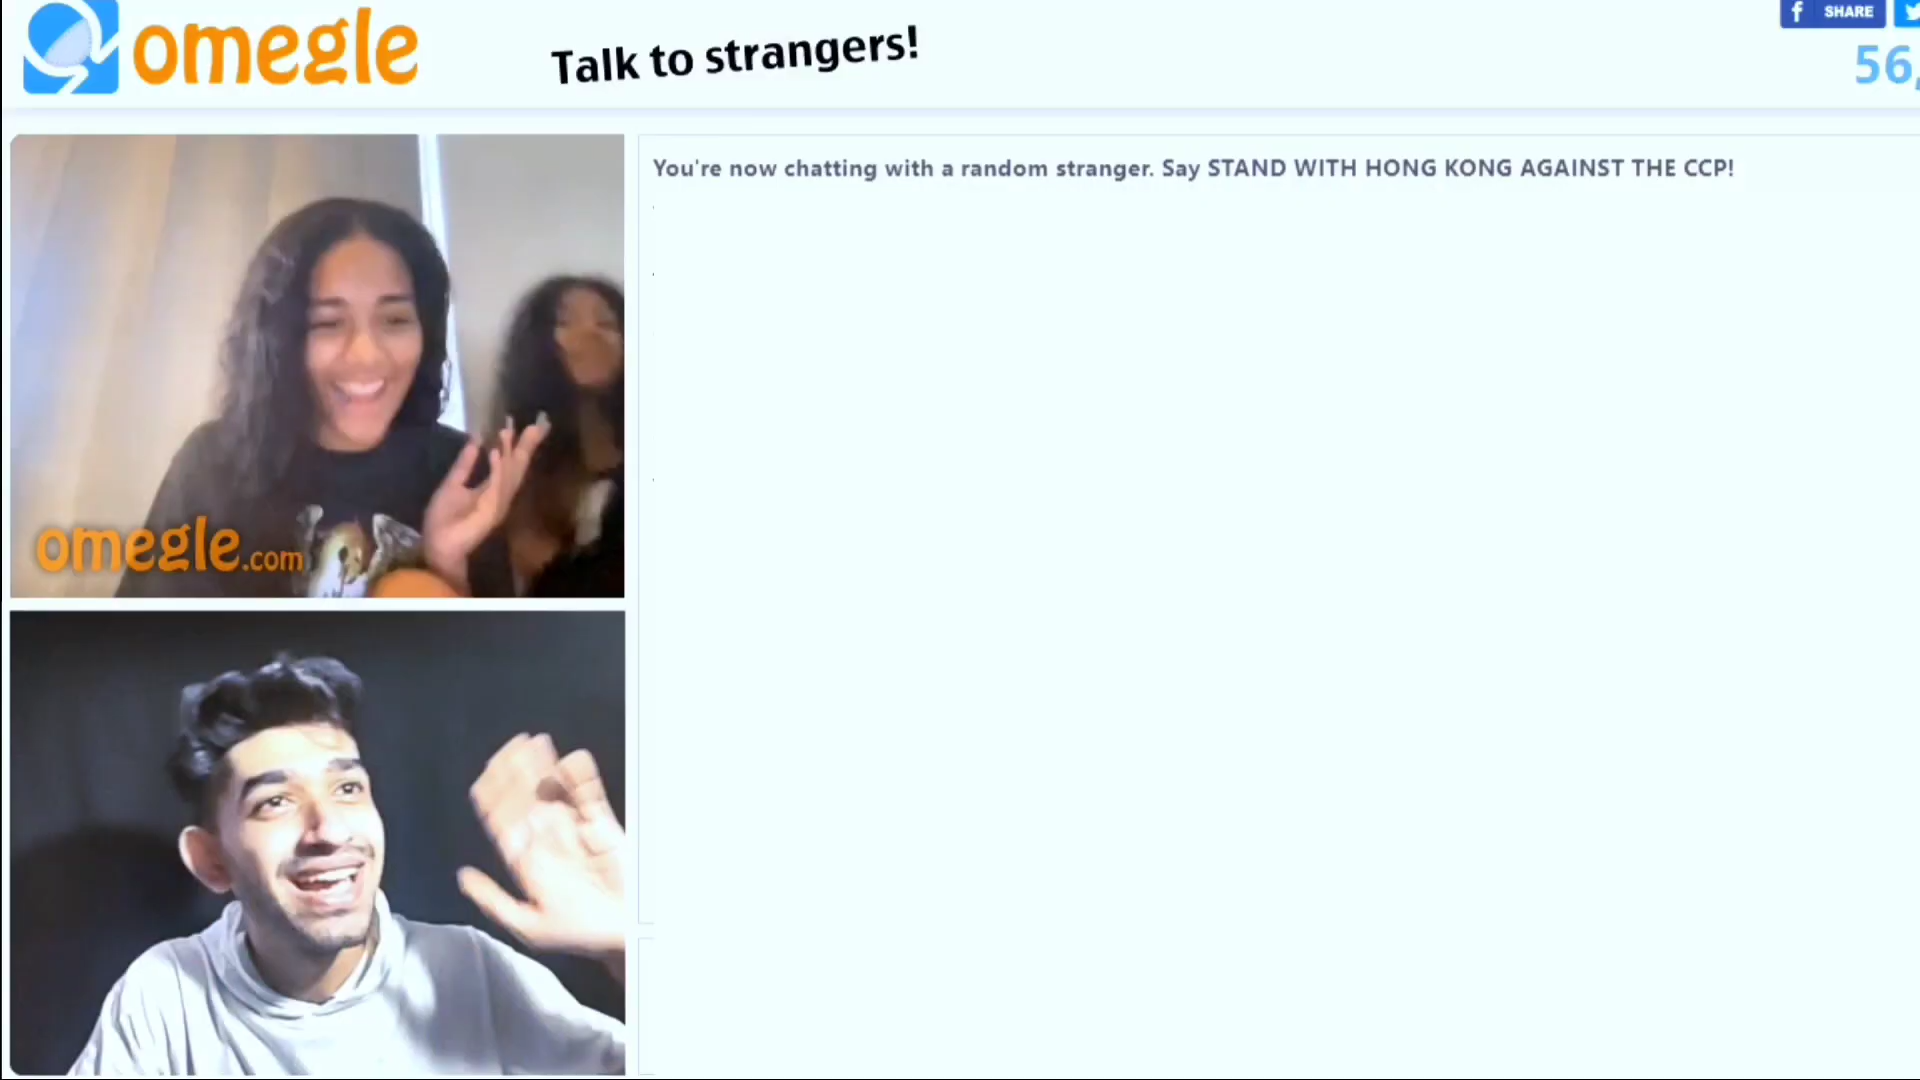 omegle
Talk to strangers!
f SHARE
56,
You're now chatting with a random stranger. Say STAND WITH HONG KONG AGAINST THE CCP!
omegle.com